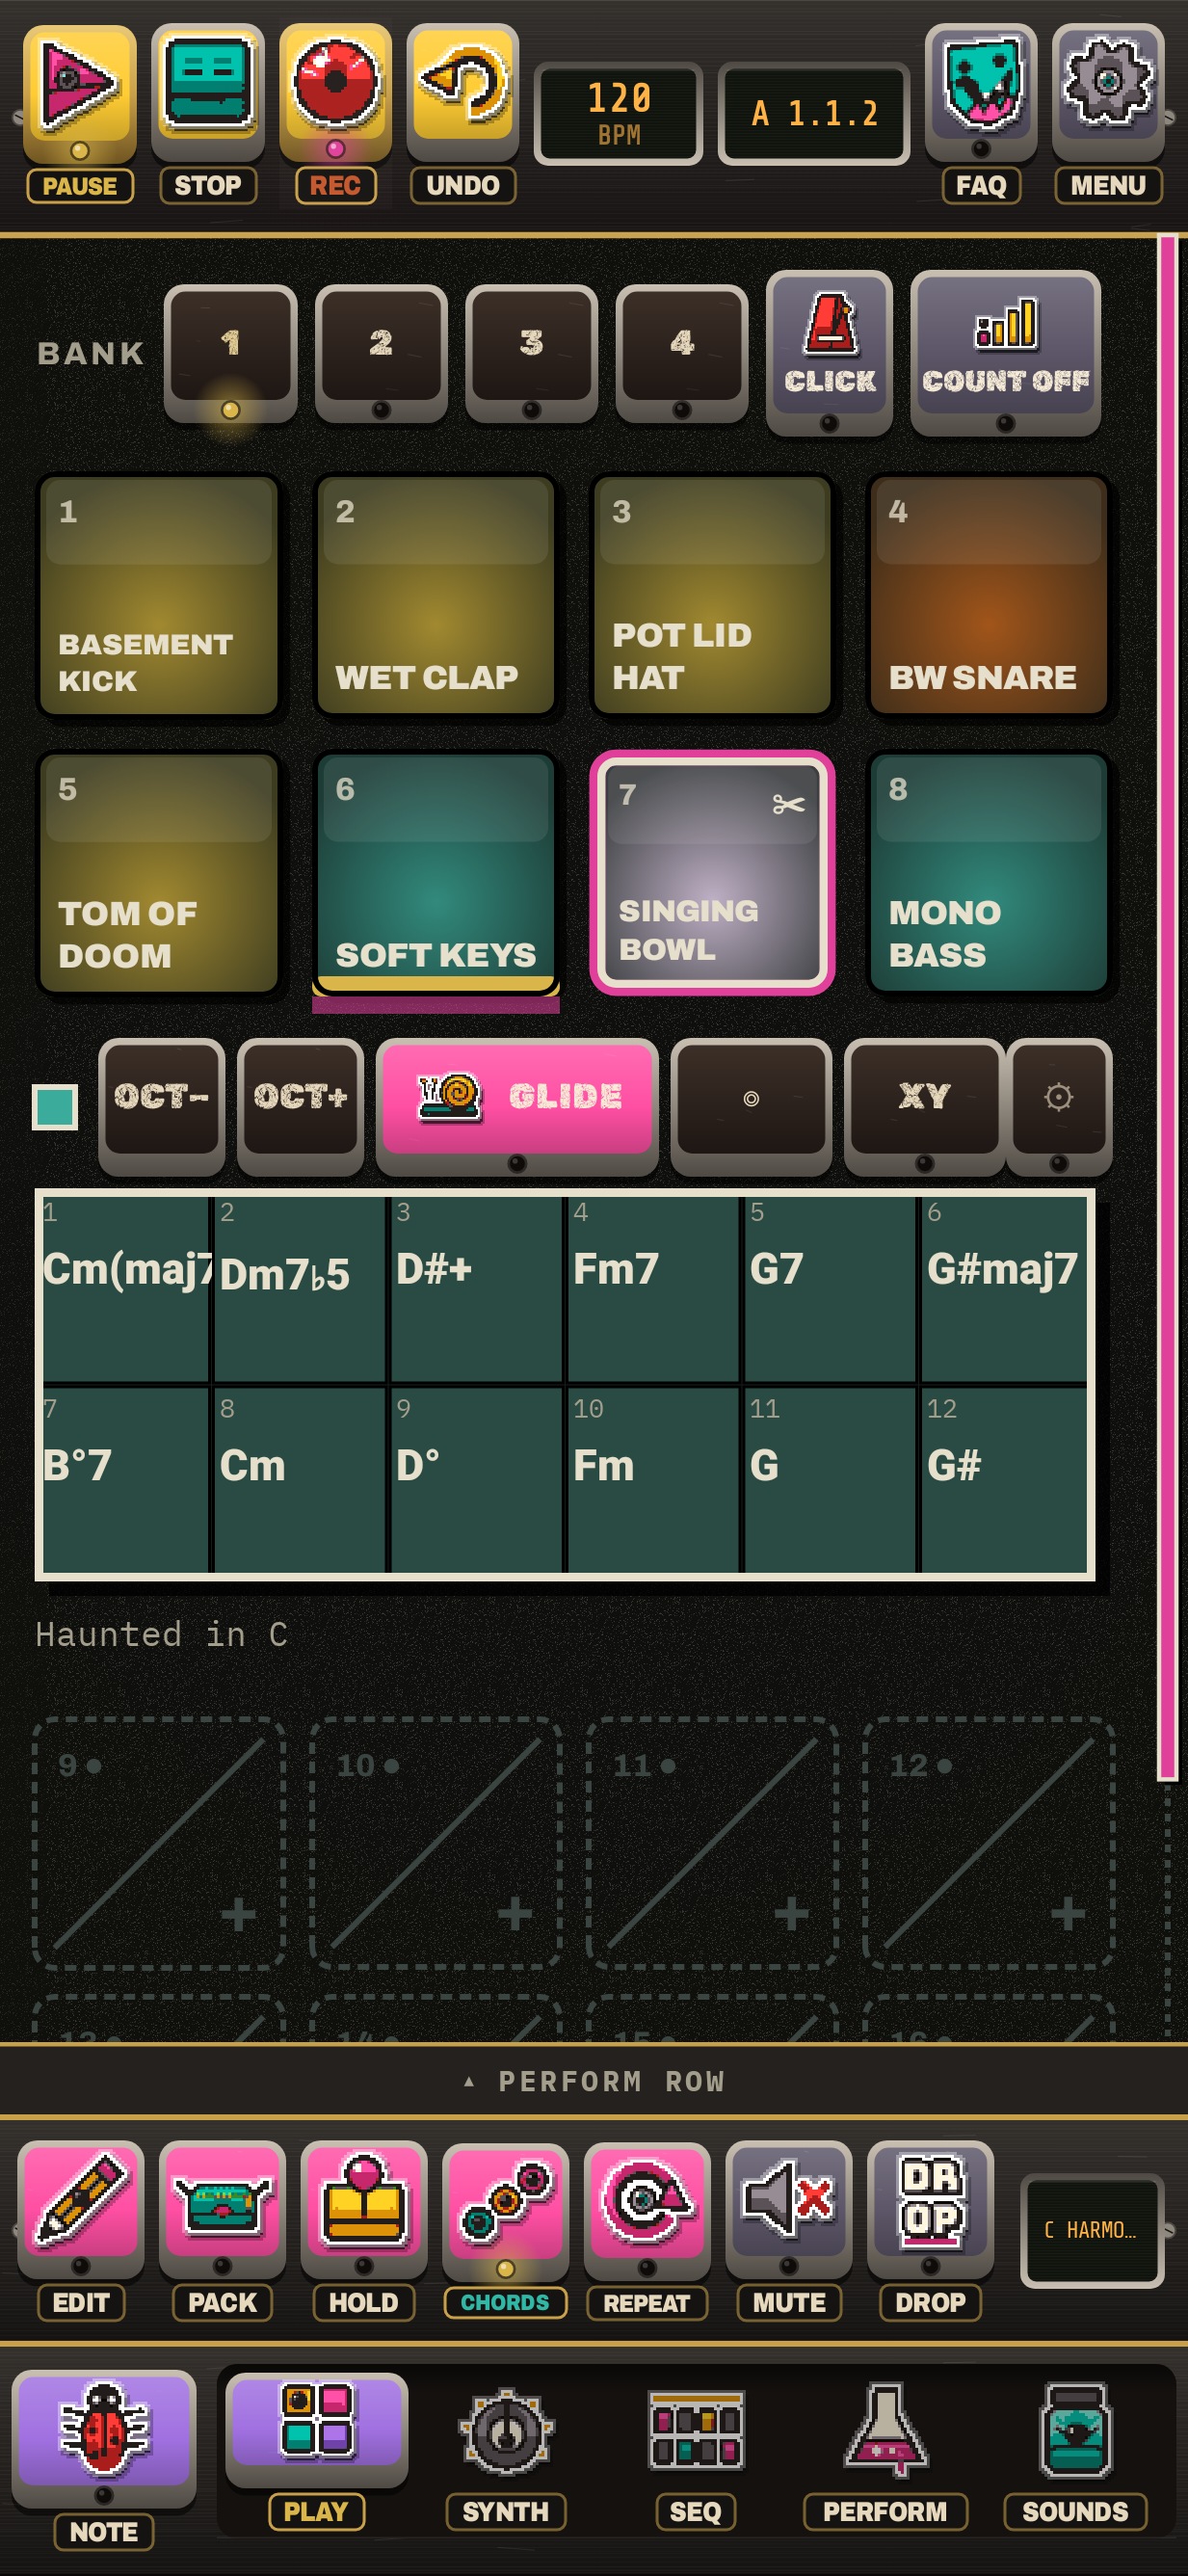 120
BPM
A 1.1.2
PAUSE
STOP
REC
UNDO
FAQ
MENU
BANK
1
2
3
4
CLICK
COUNT OFF
1
BASEMENT
KICK
2
WET CLAP
3
POT LID
HAT
4
BW SNARE
5
TOM OF
DOOM
6
SOFT KEYS
7
SINGING
BOWL
8
MONO
BASS
OCT-
OCT+
GLIDE
XY
1
Cm(maj7
2
Dm7♭5
3
D#+
4
Fm7
5
G7
6
G#maj7
7
B°7
8
Cm
9
D°
10
Fm
11
G
12
G#
Haunted in C
9
10
11
12
13
14
15
16
▲ PERFORM ROW
DR
OP
C HARMO…
EDIT
PACK
HOLD
CHORDS
REPEAT
MUTE
DROP
NOTE
PLAY
SYNTH
SEQ
PERFORM
SOUNDS